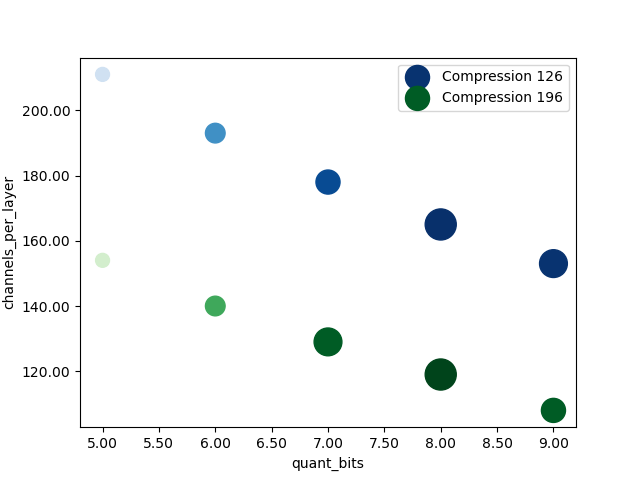 Compression 126
Compression 196
200.00
180.00
160.00
140.00
120.00
channels_per_layer
5.00 5.50 6.00 6.50 7.00 7.50 8.00 8.50 9.00
quant_bits